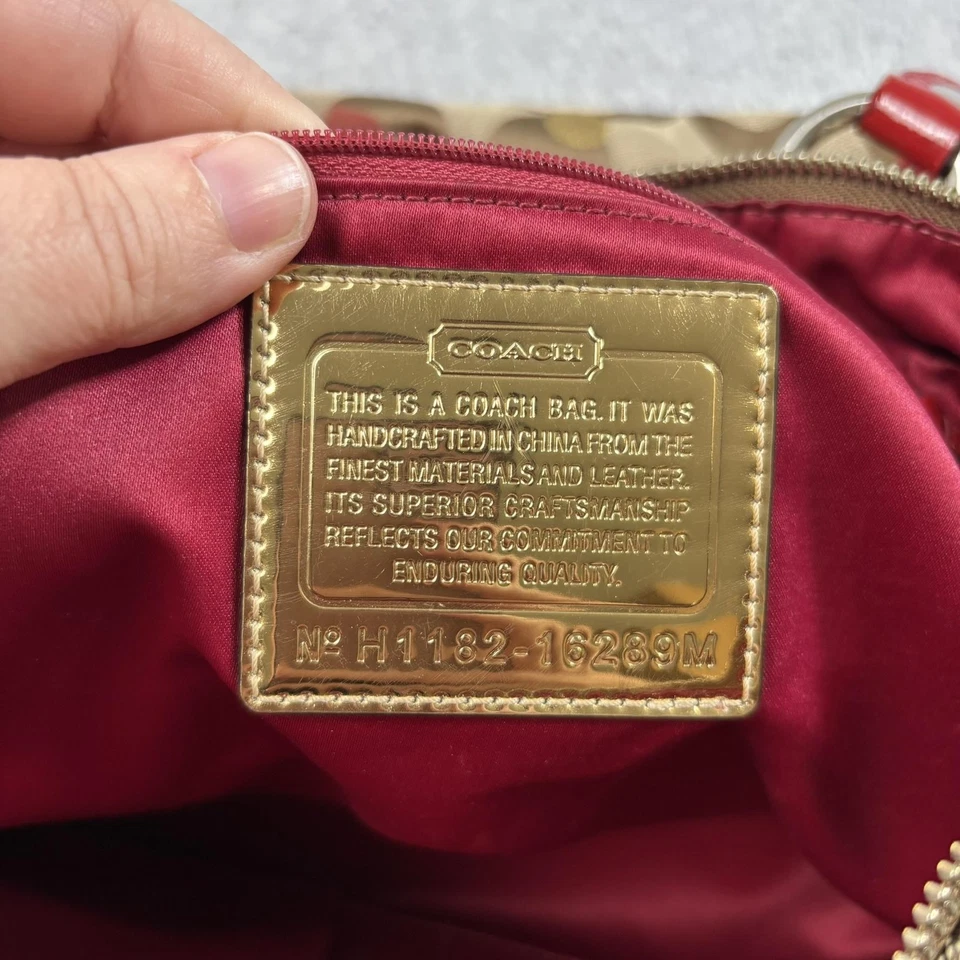 COACH
THIS IS A COACH BAG. IT WAS
HANDCRAFTED IN CHINA FROM THE
FINEST MATERIALS AND LEATHER.
ITS SUPERIOR CRAFTSMANSHIP
REFLECTS OUR COMMITMENT TO
ENDURING QUALITY.
Nº H1182-16289M